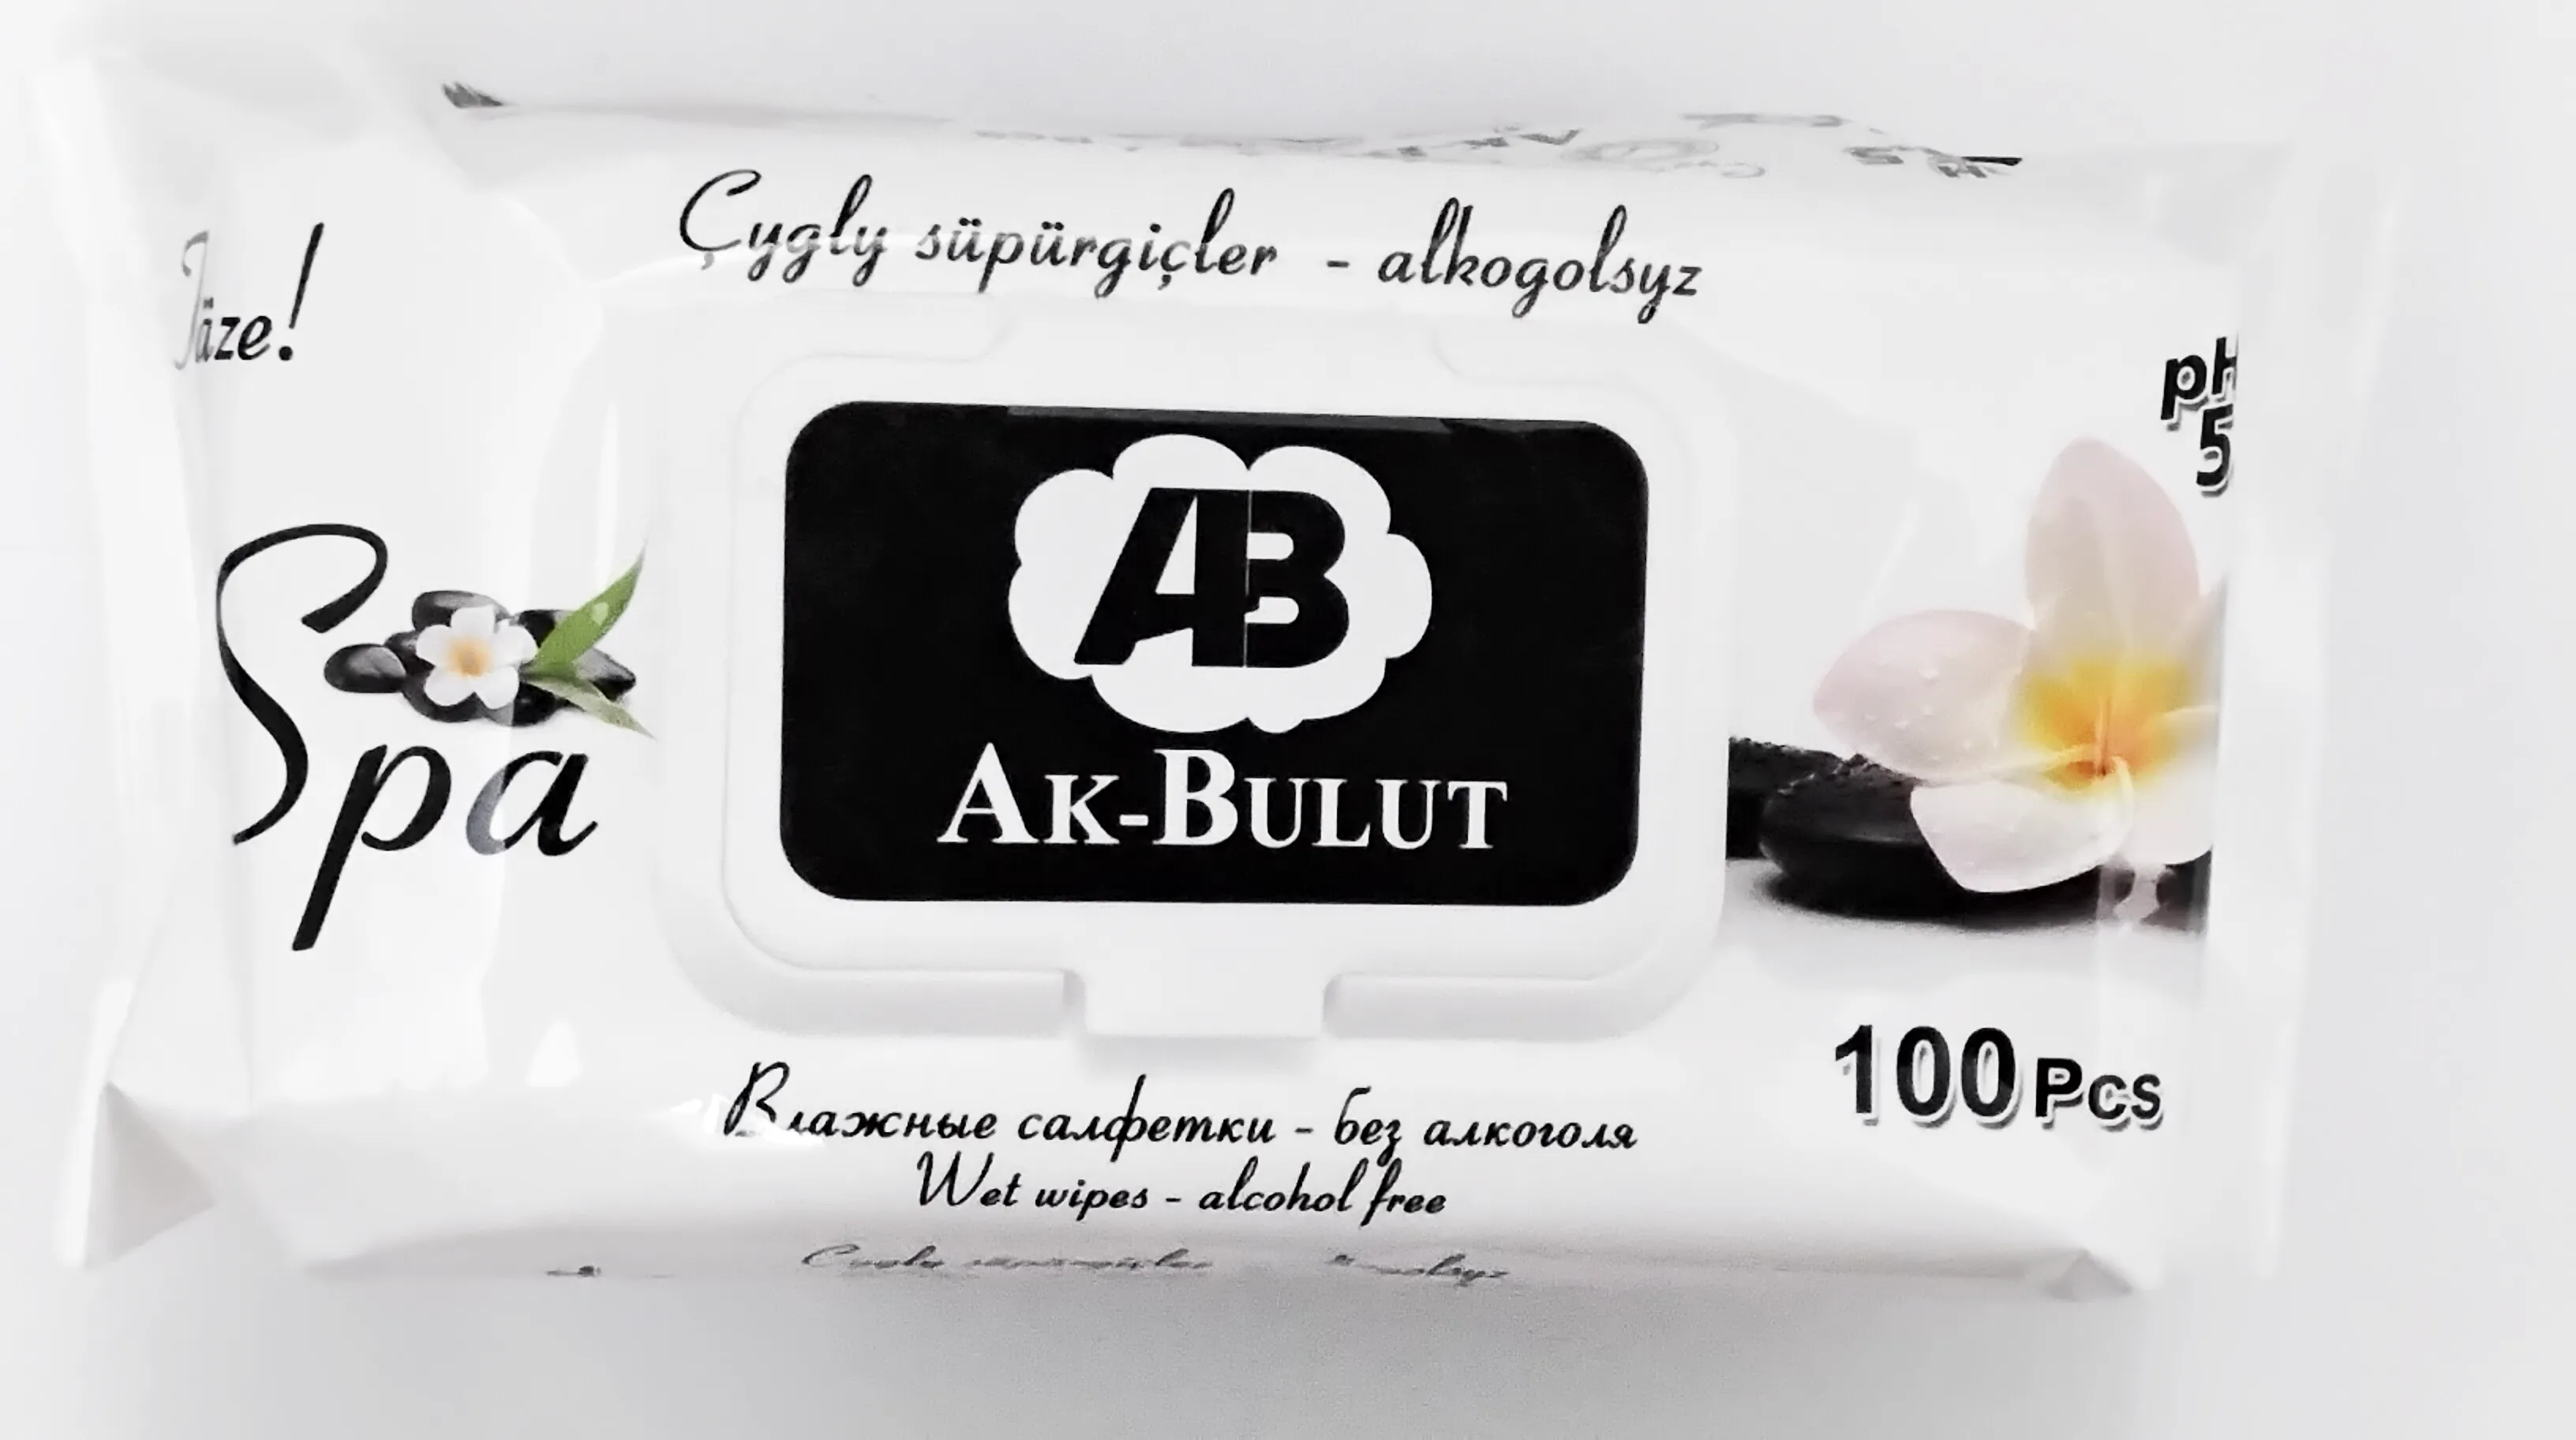 Çygly süpürgiçler - alkogolsyz
Täze!
pH
5
Spa
AB
AK-BULUT
100 Pcs
Влажные салфетки - без алкоголя
Wet wipes - alcohol free